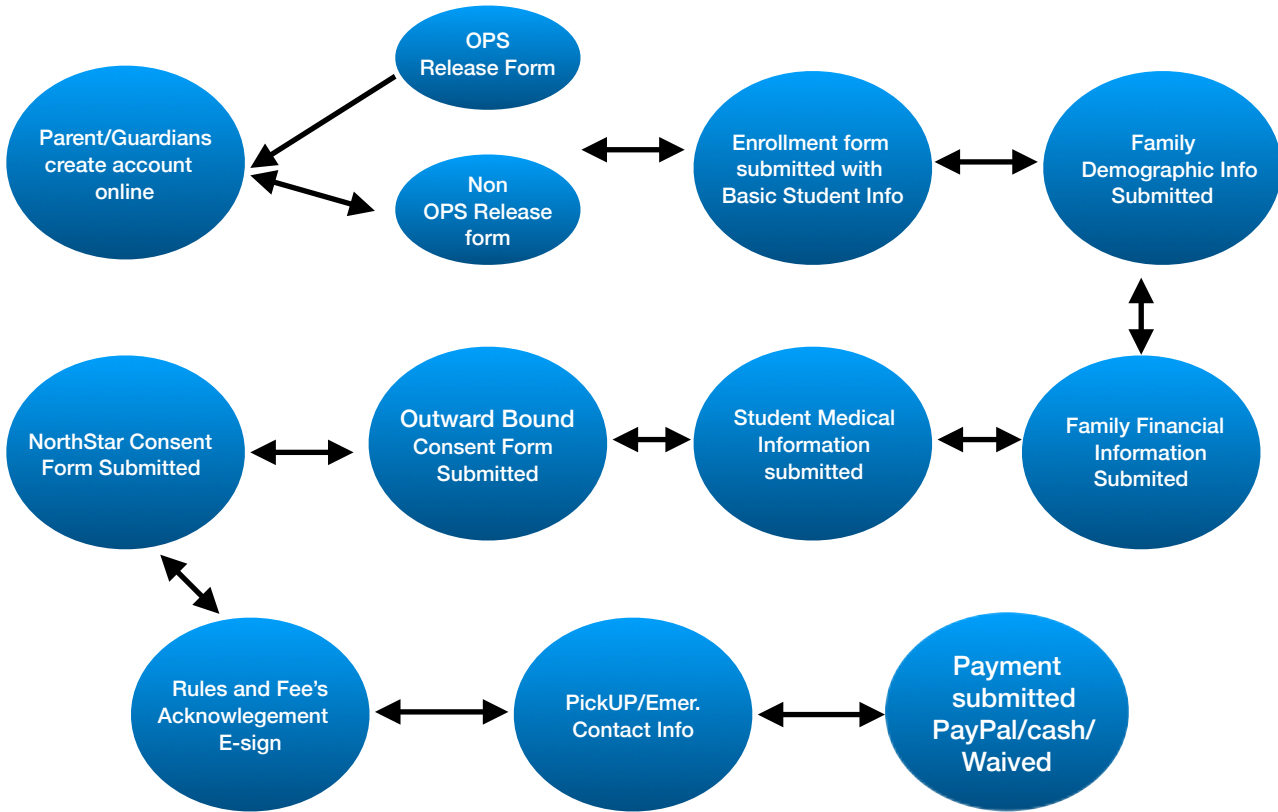 Parent/Guardians
create account
online
OPS
Release Form
Non
OPS Release
form
Enrollment form
submitted with
Basic Student Info
Family
Demographic Info
Submitted
NorthStar Consent
Form Submitted
Outward Bound
Consent Form
Submitted
Student Medical
Information
submitted
Family Financial
Information
Submited
Rules and Fee's
Acknowlegement
E-sign
PickUP/Emer.
Contact Info
Payment
submitted
PayPal/cash/
Waived